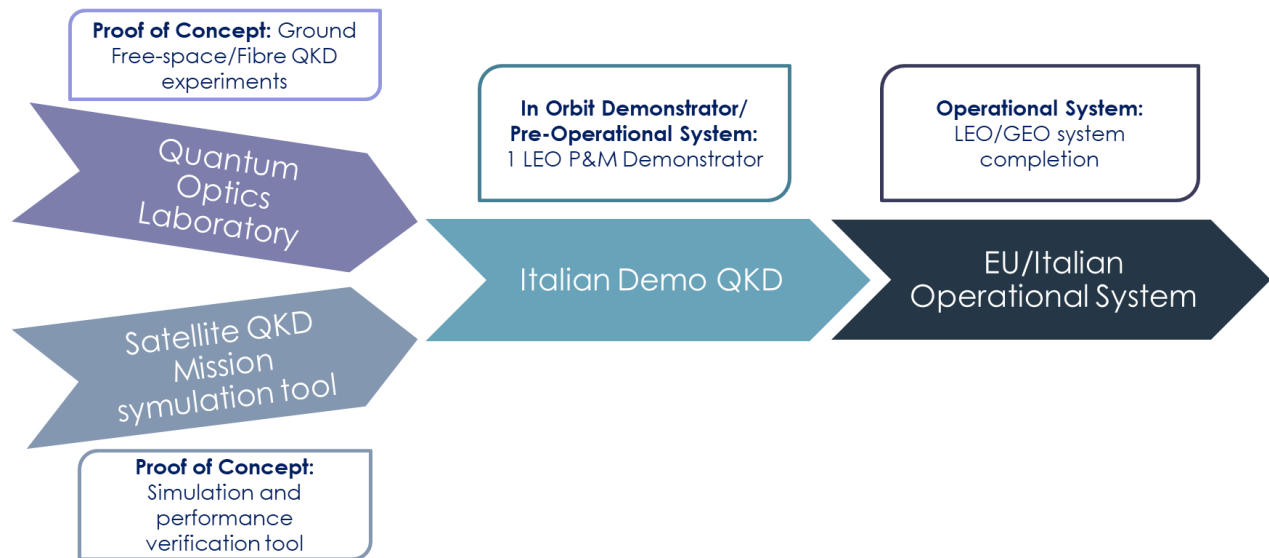 Proof of Concept: Ground
Free-space/Fibre QKD
experiments
Quantum
Optics
Laboratory
Satellite QKD
Mission
symulation tool
Proof of Concept:
Simulation and
performance
verification tool
In Orbit Demonstrator/
Pre-Operational System:
1 LEO P&M Demonstrator
Italian Demo QKD
Operational System:
LEO/GEO system
completion
EU/Italian
Operational System